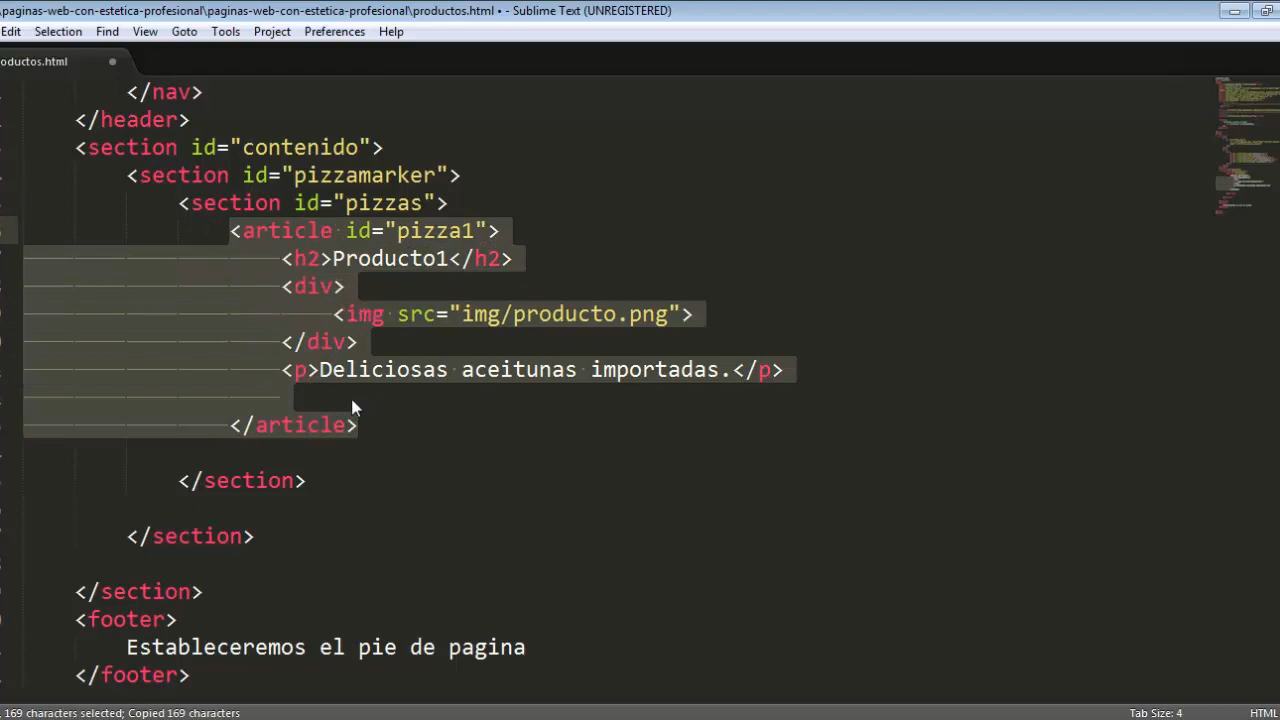 \paginas-web-con-estetica-profesional\paginas-web-con-estetica-profesional\productos.html • - Sublime Text (UNREGISTERED)
Edit Selection Find View Goto Tools Project Preferences Help
oductos.html
</nav>
</header>
<section id="contenido">
<section id="pizzamarker">
<section id="pizzas">
<article id="pizza1">
<h2>Producto1</h2>
<div>
<img src="img/producto.png">
</div>
<p>Deliciosas aceitunas importadas.</p>
</article>
</section>
</section>
</section>
<footer>
Estableceremos el pie de pagina
</footer>
169 characters selected; Copied 169 characters
Tab Size: 4
HTML